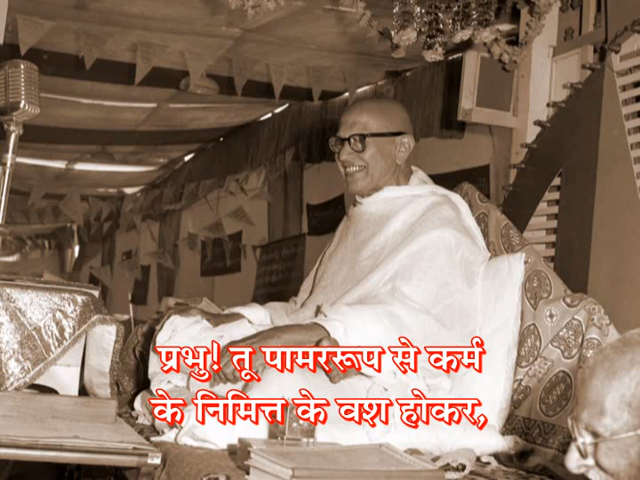 प्रभु! तू पामररूप से कर्म
के निमित्त के वश होकर,